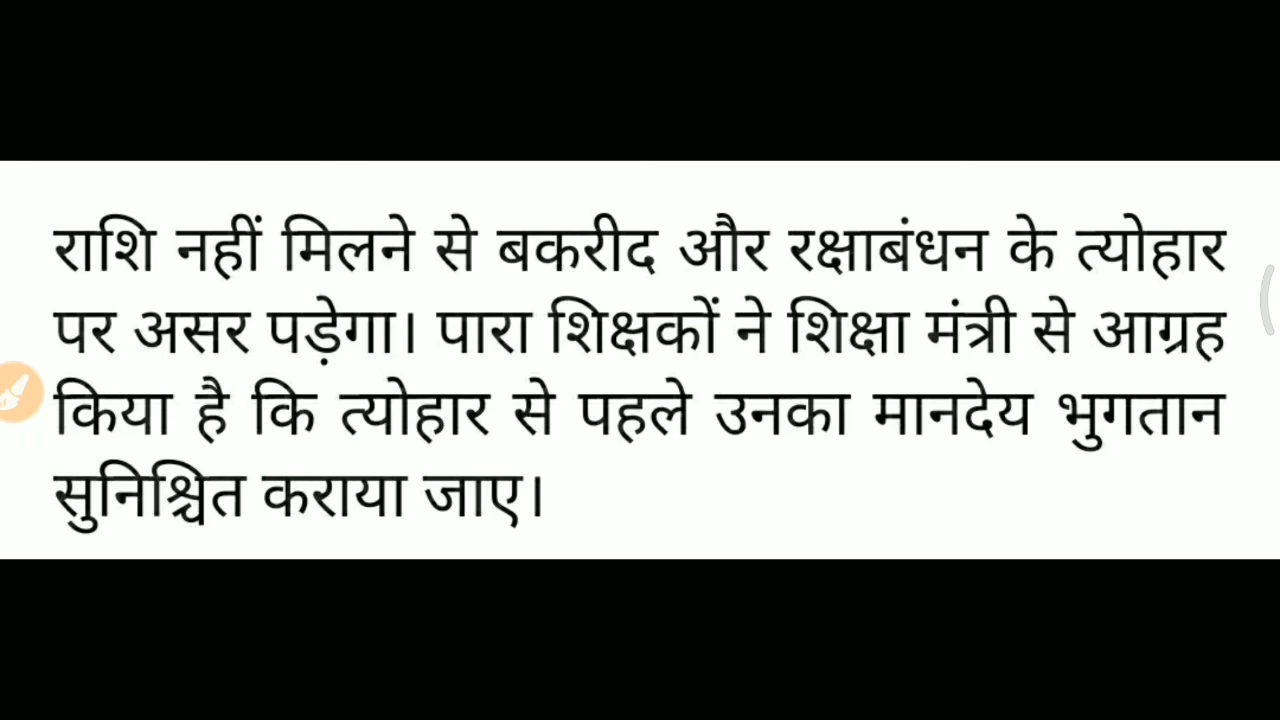 राशि नहीं मिलने से बकरीद और रक्षाबंधन के त्योहार
पर असर पड़ेगा। पारा शिक्षकों ने शिक्षा मंत्री से आग्रह
किया है कि त्योहार से पहले उनका मानदेय भुगतान
सुनिश्चित कराया जाए।